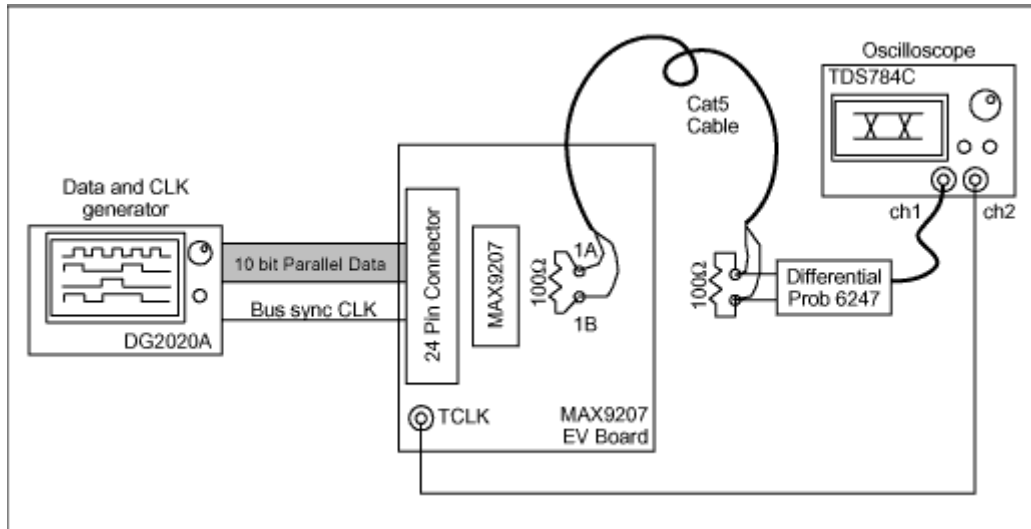 Oscilloscope
TDS784C
Cat5
Cable
ch1
ch2
Data and CLK
generator
DG2020A
10 bit Parallel Data
Bus sync CLK
24 Pin Connector
MAX9207
100Ω
1A
1B
100Ω
Differential
Prob 6247
TCLK
MAX9207
EV Board